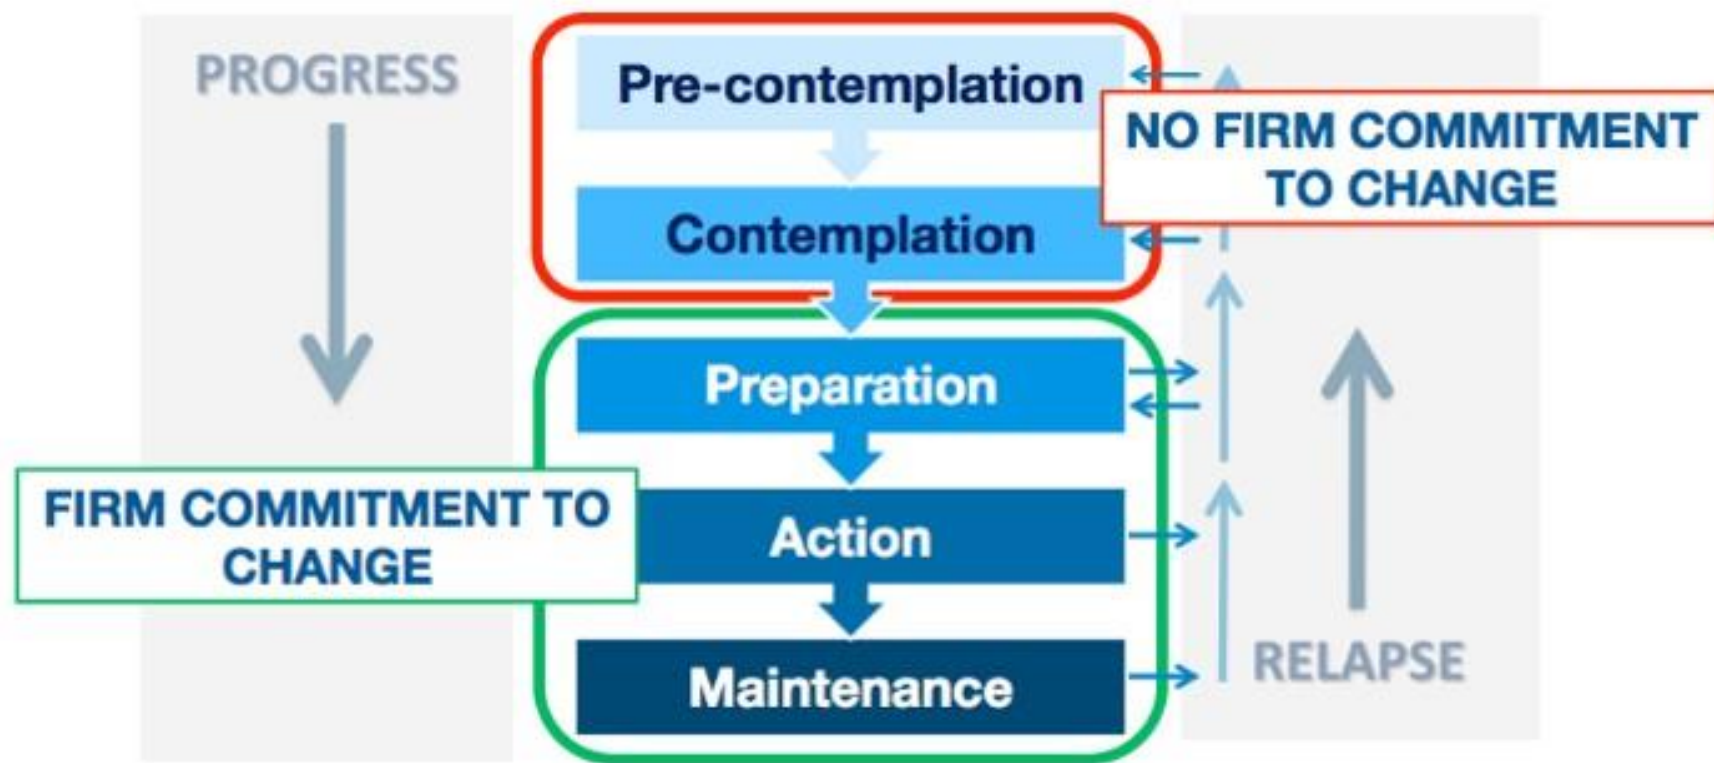 PROGRESS
Pre-contemplation
NO FIRM COMMITMENT
TO CHANGE
Contemplation
Preparation
FIRM COMMITMENT TO
CHANGE
Action
Maintenance
RELAPSE